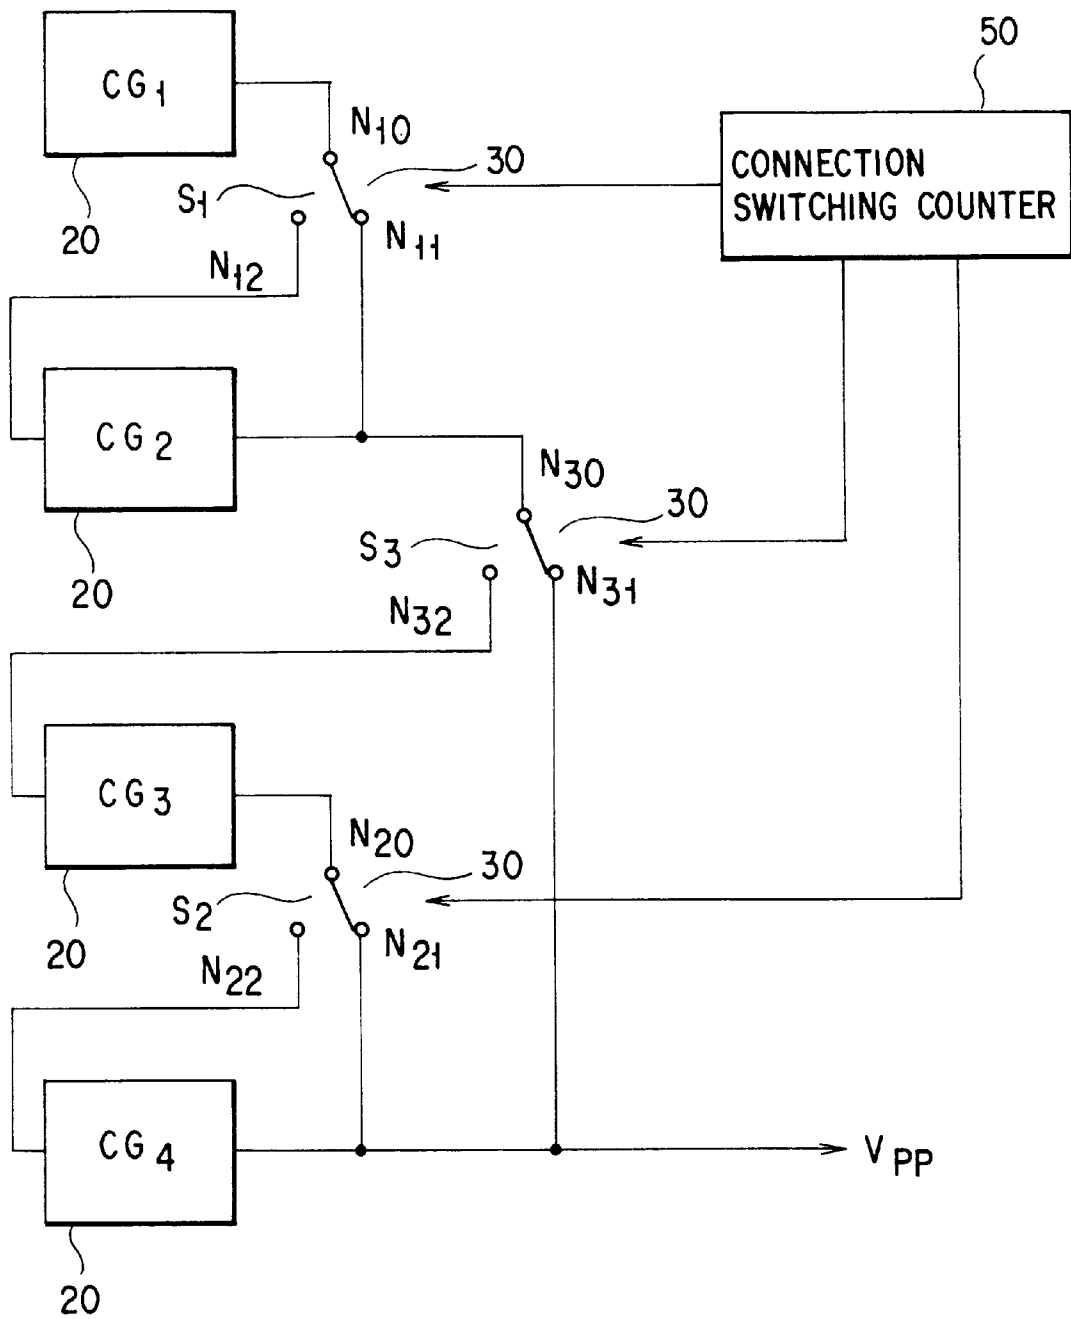 50
CG1
N10
30
CONNECTION
SWITCHING COUNTER
S1
20
N11
N12
CG2
N30
30
S3
20
N31
N32
CG3
N20
30
S2
20
N21
N22
CG4
VPP
20